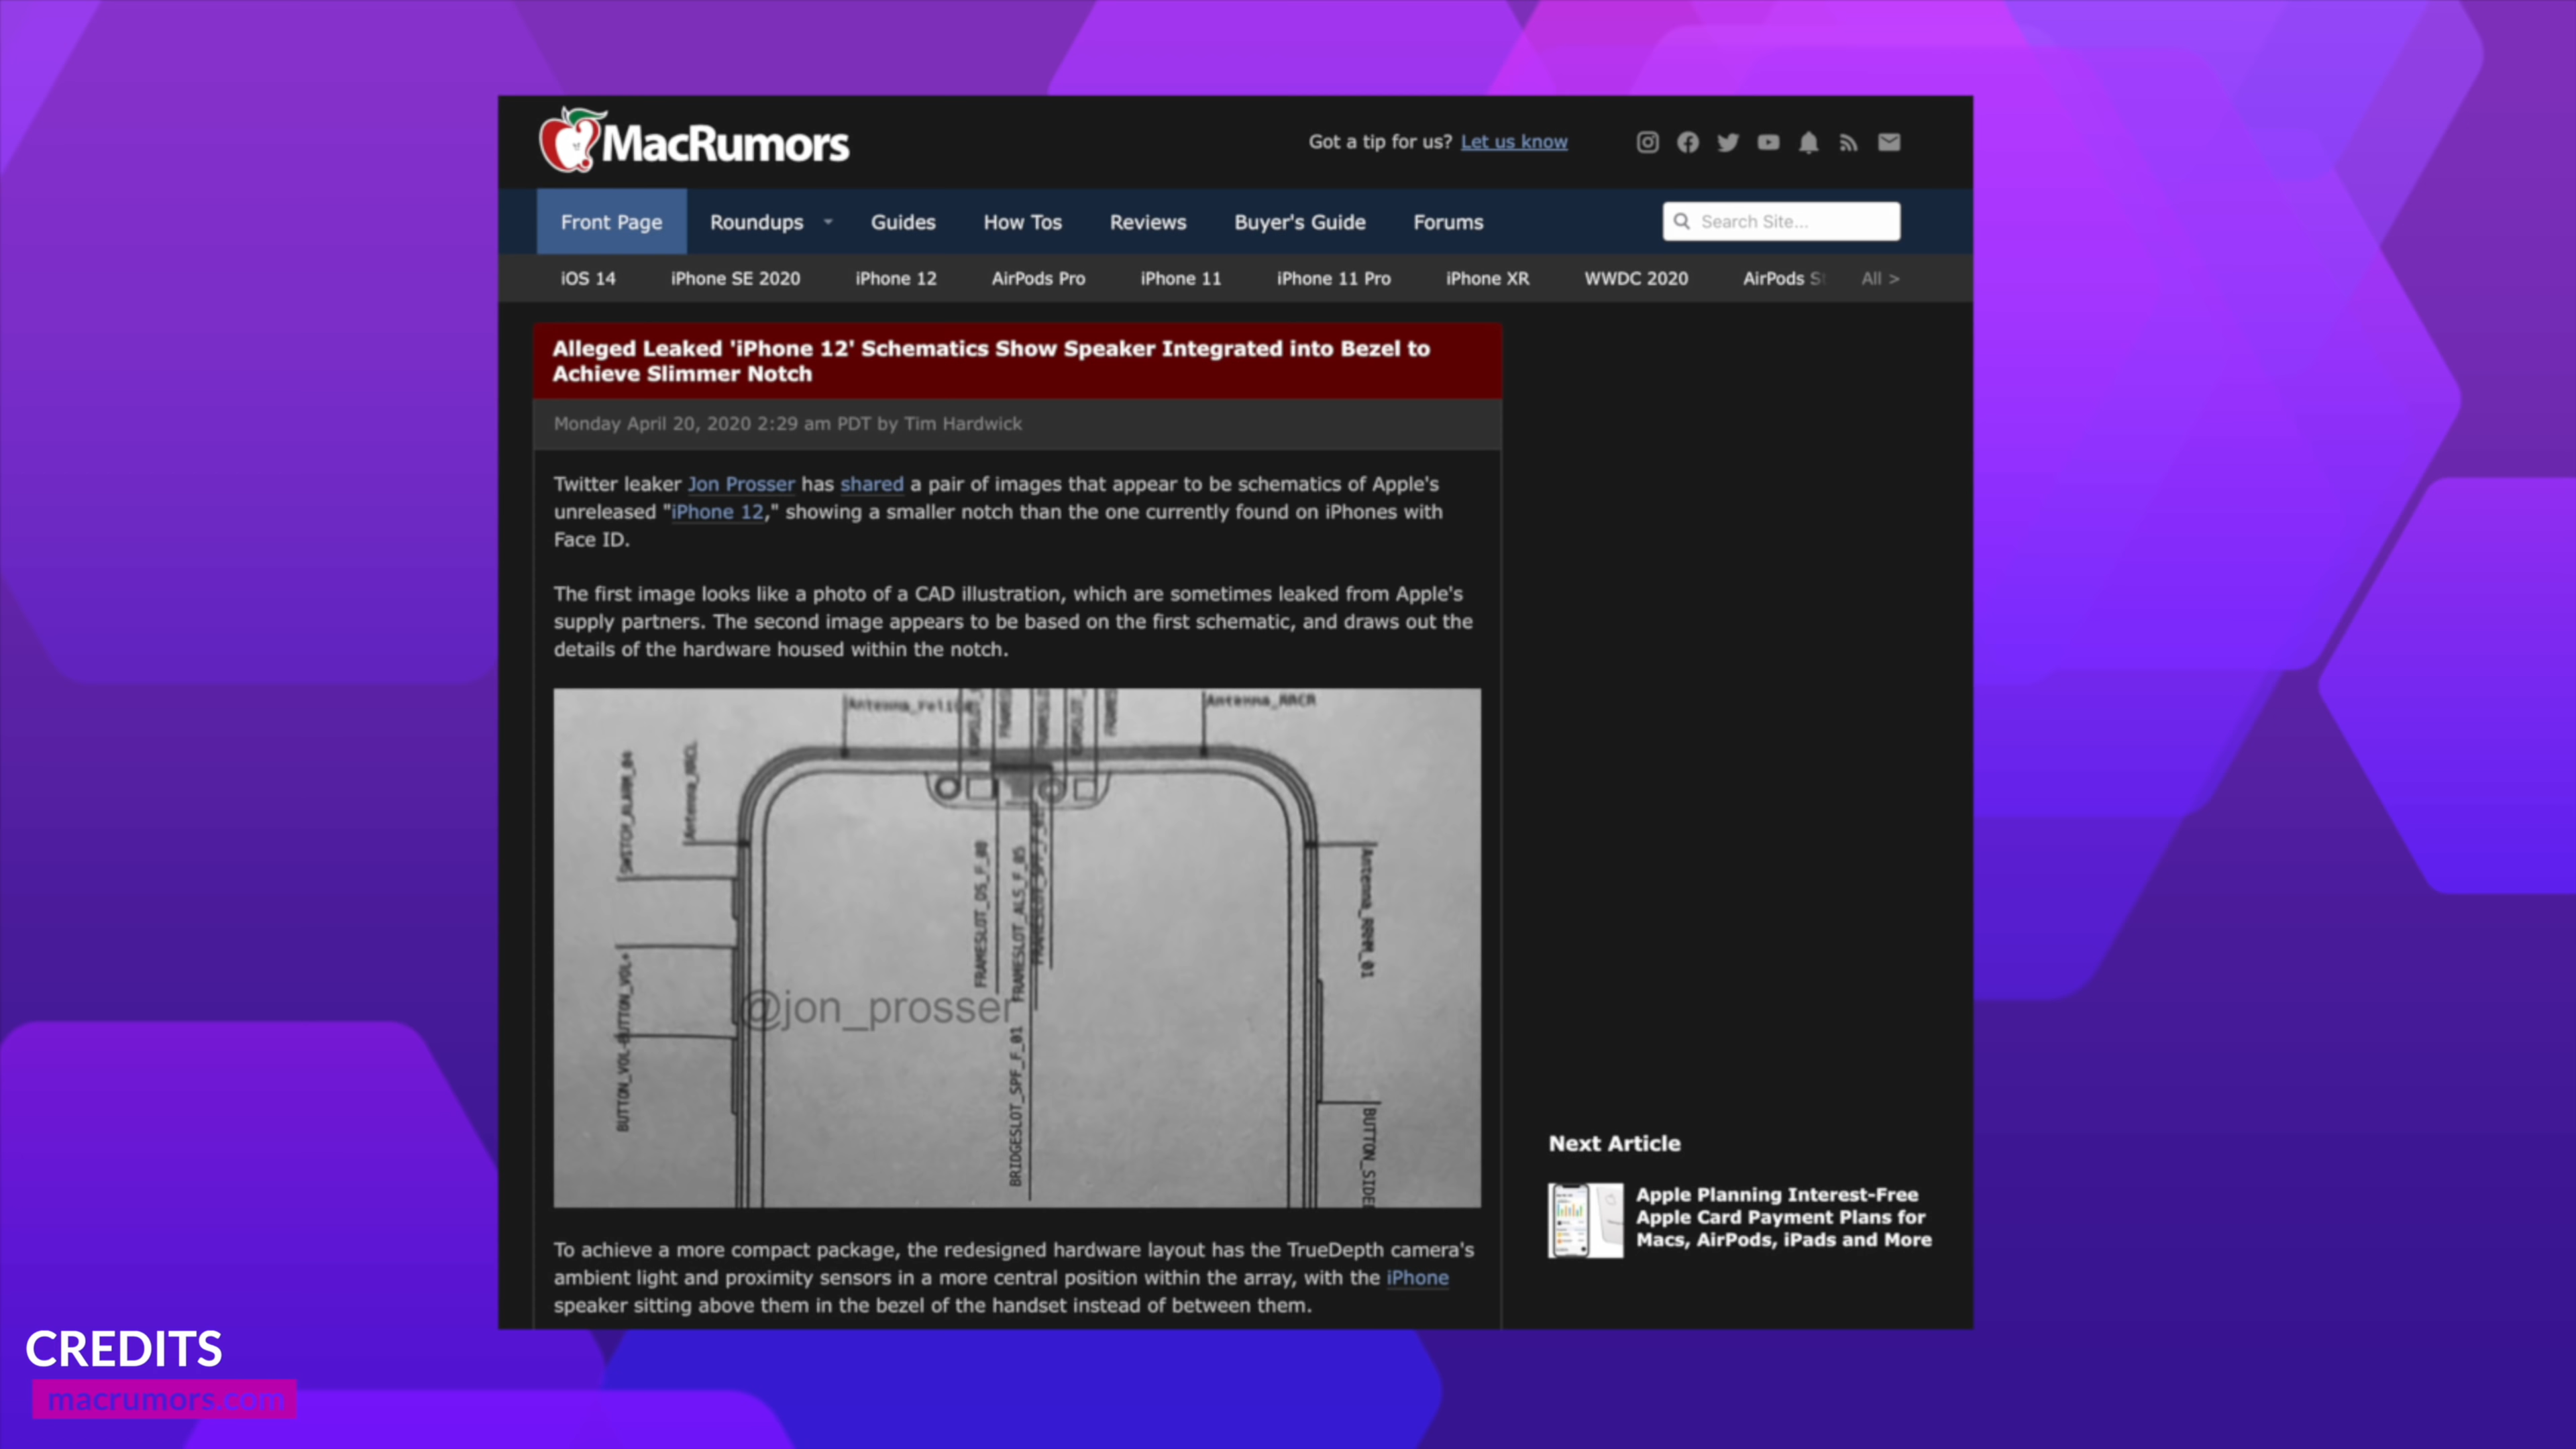 MacRumors
Got a tip for us? Let us know
Front Page Roundups Guides How Tos Reviews Buyer's Guide Forums Search Site...
iOS 14 iPhone SE 2020 iPhone 12 AirPods Pro iPhone 11 iPhone 11 Pro iPhone XR WWDC 2020 AirPods All >
Alleged Leaked 'iPhone 12' Schematics Show Speaker Integrated into Bezel to
Achieve Slimmer Notch
Monday April 20, 2020 2:29 am PDT by Tim Hardwick
Twitter leaker Jon Prosser has shared a pair of images that appear to be schematics of Apple's
unreleased "iPhone 12," showing a smaller notch than the one currently found on iPhones with
Face ID.
The first image looks like a photo of a CAD illustration, which are sometimes leaked from Apple's
supply partners. The second image appears to be based on the first schematic, and draws out the
details of the hardware housed within the notch.
Antenna_RRCR
SWITCH_ALARM_04
Antenna_RRCL
FRAMESLOT_DS_F_08
FRAMESLOT_ALS_F_05
BRIDGESLOT_SPF_F_01
BUTTON_VOL+
BUTTON_VOL-
BUTTON_SIDE
@jon_prosser
To achieve a more compact package, the redesigned hardware layout has the TrueDepth camera's
ambient light and proximity sensors in a more central position within the array, with the iPhone
speaker sitting above them in the bezel of the handset instead of between them.
Next Article
Apple Planning Interest-Free
Apple Card Payment Plans for
Macs, AirPods, iPads and More
CREDITS
macrumors.com